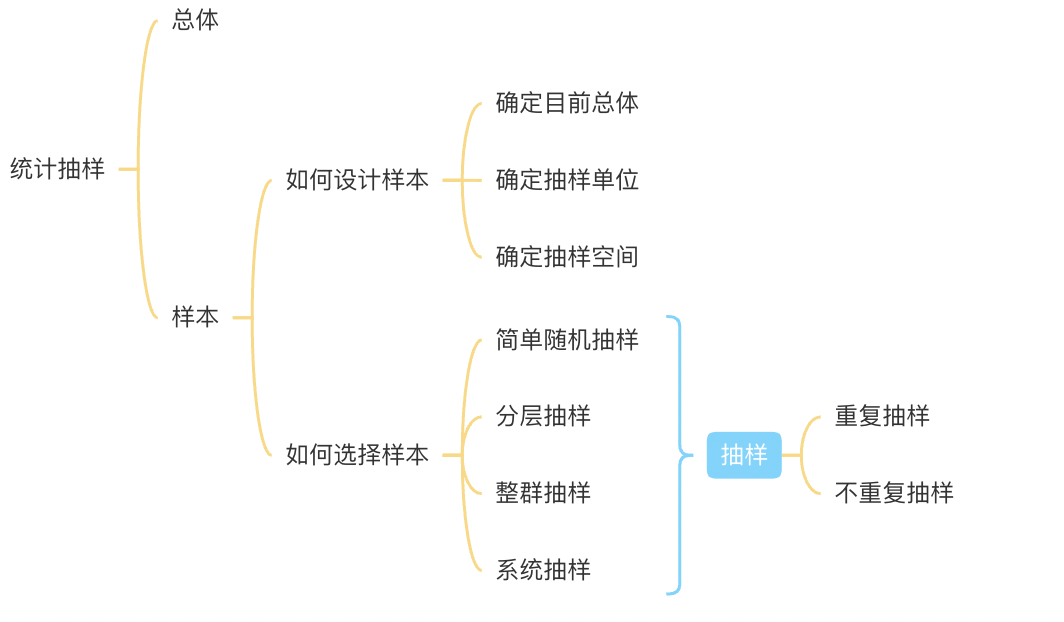 统计抽样
总体
样本
如何设计样本
确定目前总体
确定抽样单位
确定抽样空间
如何选择样本
简单随机抽样
分层抽样
整群抽样
系统抽样
抽样
重复抽样
不重复抽样